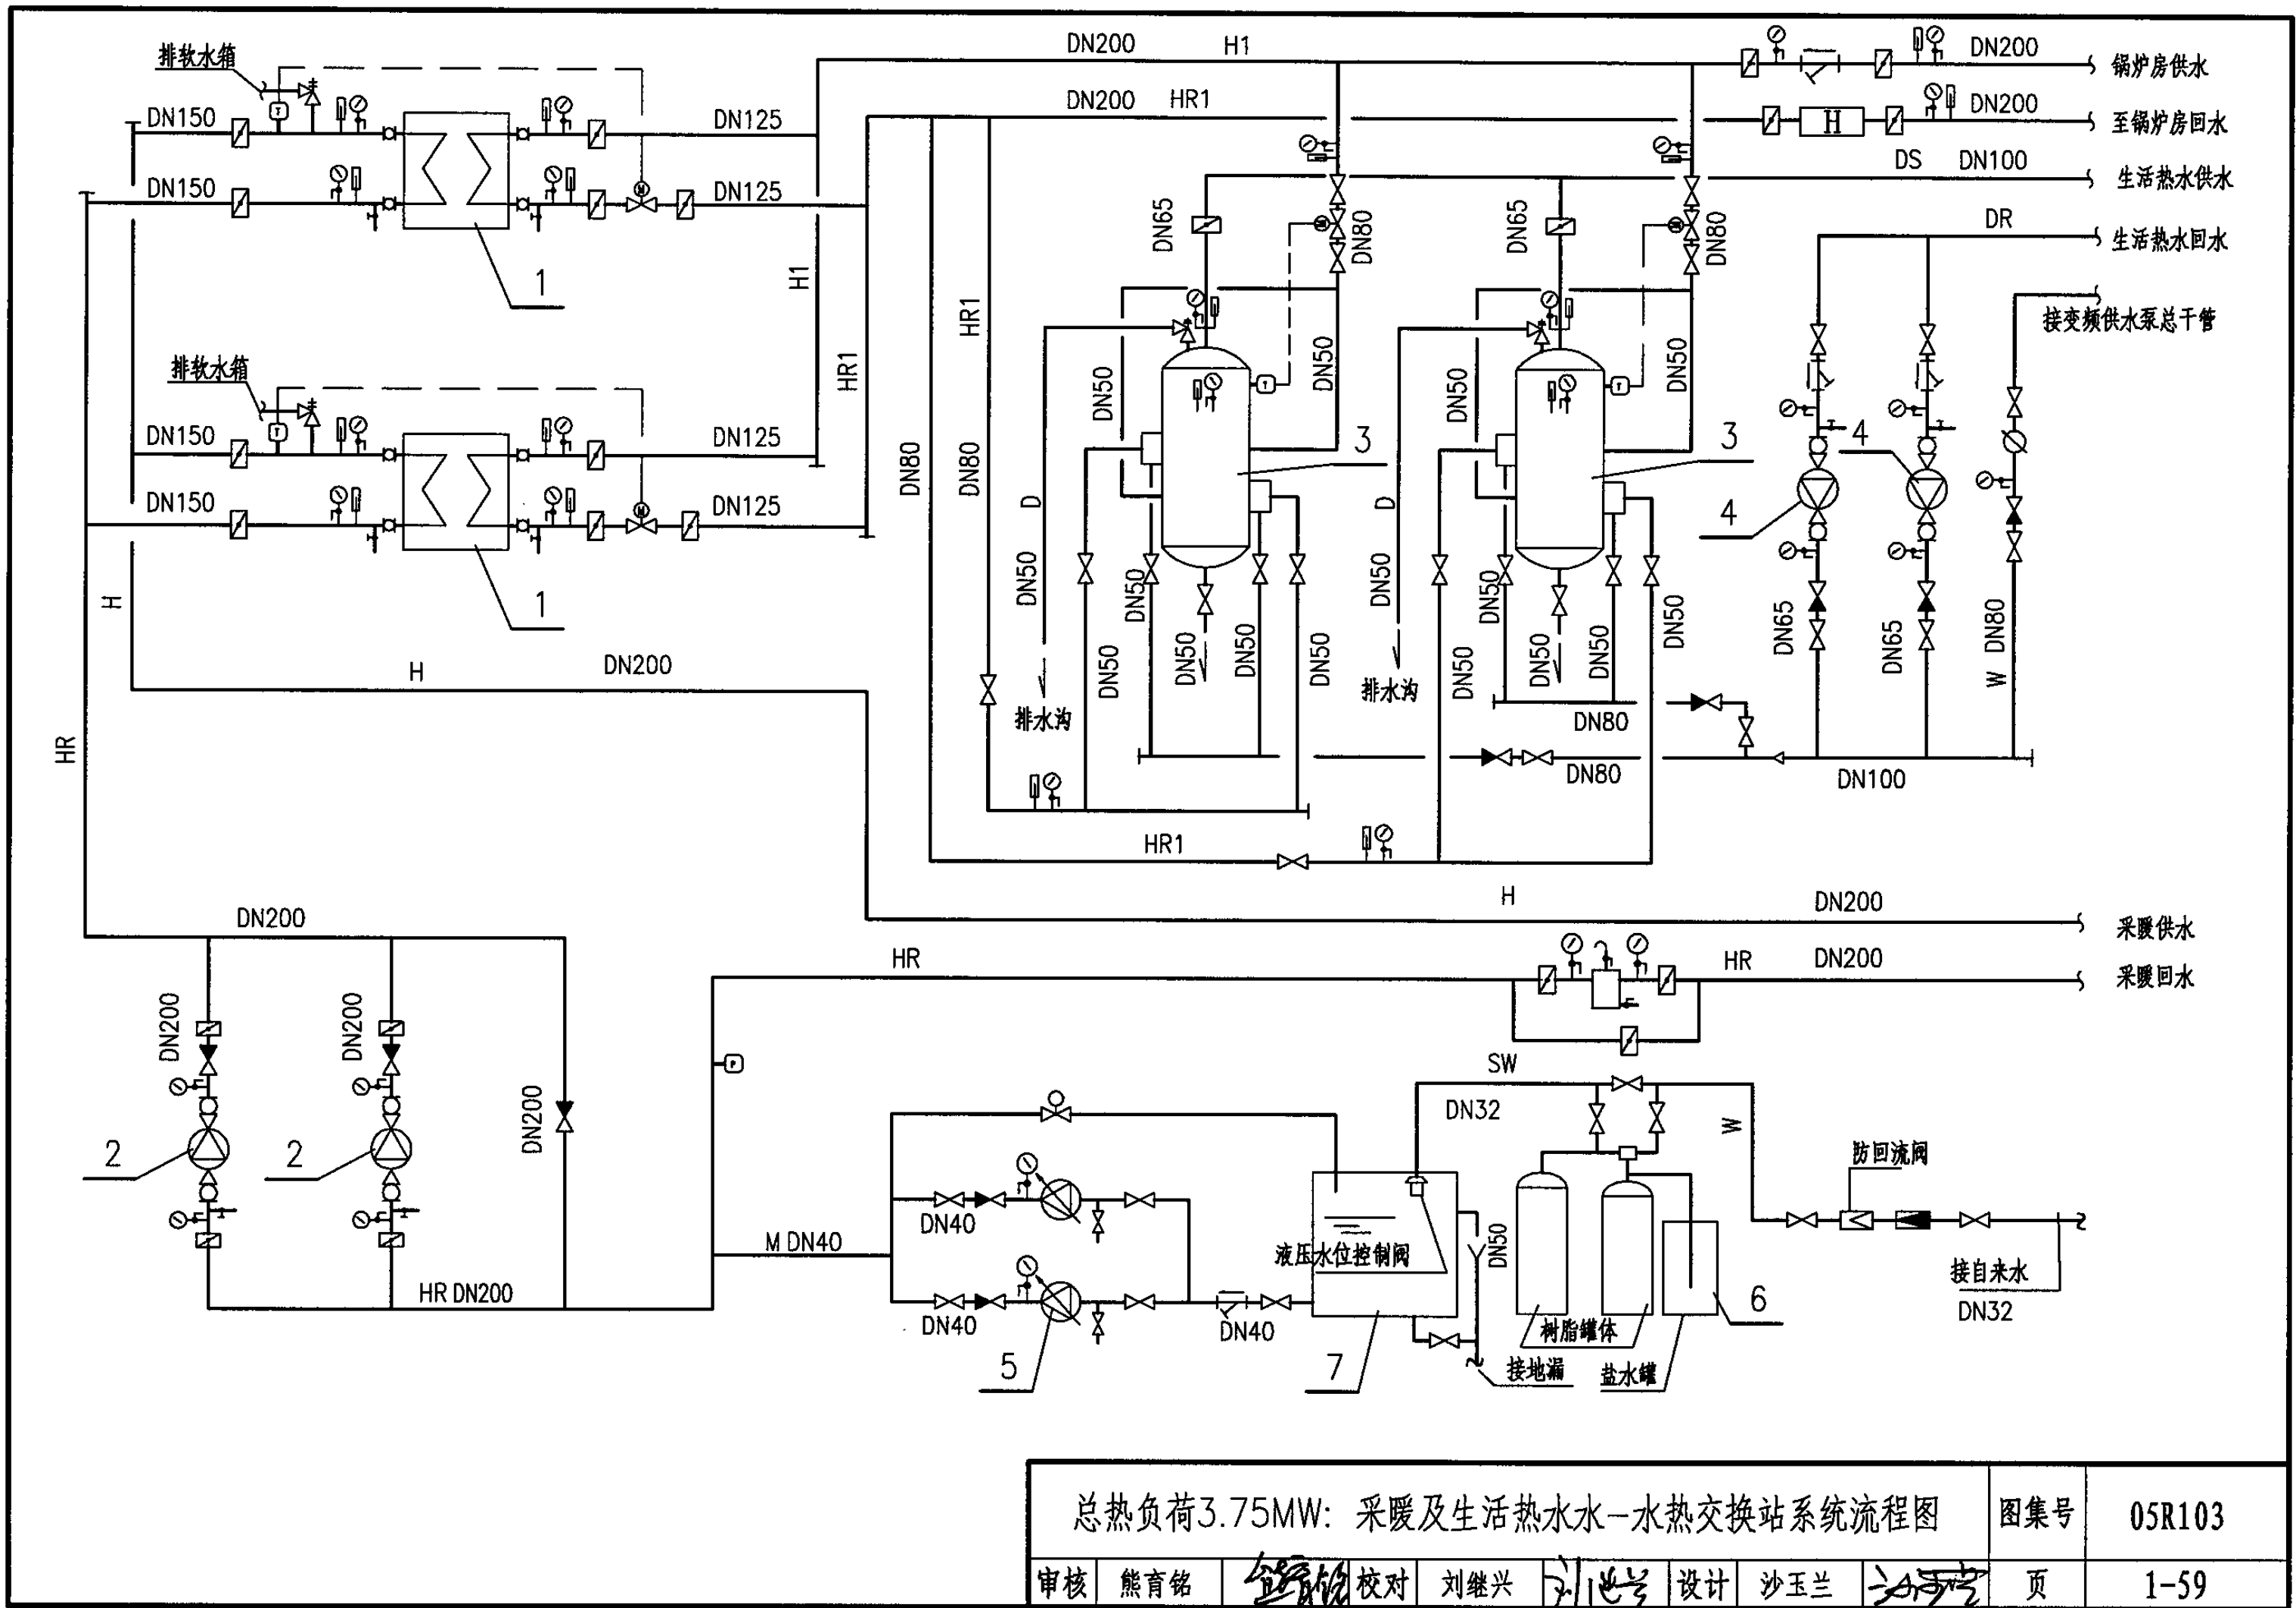 排软水箱
DN200 H1
DN200
锅炉房供水
DN150
DN125
DN200 HR1
H
DN200
至锅炉房回水
DS DN100
生活热水供水
DN150
DN125
DN65
DN80
DN65
DN80
DR
生活热水回水
1
H1
HR1
接变频供水泵总干管
排软水箱
HR1
DN50
DN50
DN50
DN50
DN150
DN125
3
3
4
DN80
DN80
DN150
DN125
D
D
4
1
H
DN50
DN50
DN50
DN50
DN50
DN65
DN65
DN80
W
H
DN200
DN50
DN50
DN50
DN50
DN50
DN50
DN50
排水沟
排水沟
DN80
HR
DN80
DN100
HR1
H
DN200
采暖供水
DN200
HR
HR
DN200
采暖回水
DN200
DN200
DN200
P
SW
DN32
W
2
2
防回流阀
DN40
M DN40
液压水位控制阀
DN50
接自来水
HR DN200
DN40
DN40
6
DN32
树脂罐体
5
7
接地漏
盐水罐
总热负荷3.75MW: 采暖及生活热水水-水热交换站系统流程图
图集号
05R103
审核 熊育铭 校对 刘继兴 设计 沙玉兰
页
1-59